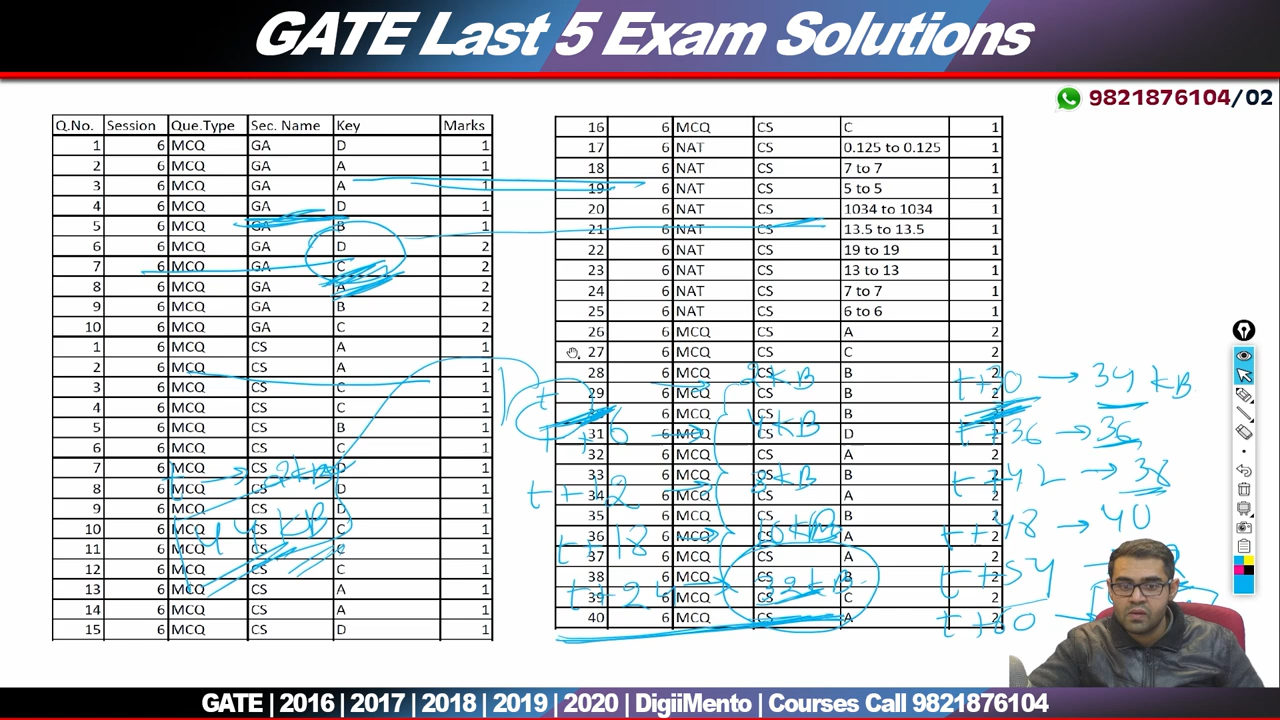 GATE Last 5 Exam Solutions
9821876104/02
Q.No. Session Que.Type Sec. Name Key Marks
1 6 MCQ GA D 1
2 6 MCQ GA A 1
3 6 MCQ GA A 1
4 6 MCQ GA D 1
5 6 MCQ GA B 1
6 6 MCQ GA D 2
7 6 MCQ GA C 2
8 6 MCQ GA A 2
9 6 MCQ GA B 2
10 6 MCQ GA C 2
1 6 MCQ CS A 1
2 6 MCQ CS A 1
3 6 MCQ CS C 1
4 6 MCQ CS C 1
5 6 MCQ CS B 1
6 6 MCQ CS C 1
7 6 MCQ CS D 1
8 6 MCQ CS D 1
9 6 MCQ CS D 1
10 6 MCQ CS C 1
11 6 MCQ CS C 1
12 6 MCQ CS C 1
13 6 MCQ CS A 1
14 6 MCQ CS A 1
15 6 MCQ CS D 1
16 6 MCQ CS C 1
17 6 NAT CS 0.125 to 0.125 1
18 6 NAT CS 7 to 7 1
19 6 NAT CS 5 to 5 1
20 6 NAT CS 1034 to 1034 1
21 6 NAT CS 13.5 to 13.5 1
22 6 NAT CS 19 to 19 1
23 6 NAT CS 13 to 13 1
24 6 NAT CS 7 to 7 1
25 6 NAT CS 6 to 6 1
26 6 MCQ CS A 2
27 6 MCQ CS C 2
28 6 MCQ CS B 2
29 6 MCQ CS B 2
6 MCQ CS B 2
31 6 MCQ CS D 2
32 6 MCQ CS A 2
33 6 MCQ CS B 2
34 6 MCQ CS A 2
35 6 MCQ CS B 2
36 6 MCQ CS A 2
37 6 MCQ CS A 2
38 6 MCQ CS B 2
39 6 MCQ CS C 2
40 6 MCQ CS A 2
t → 2KB
44 KB
t → 2KB
t+6 → 4KB
t+12 → 8KB
t+18 → 16KB
t+24 → 32KB
t+30 → 34 KB
t+36 → 36
t+42 → 38
t+48 → 40
t+54
t+60 →
GATE | 2016 | 2017 | 2018 | 2019 | 2020 | DigiiMento | Courses Call 9821876104